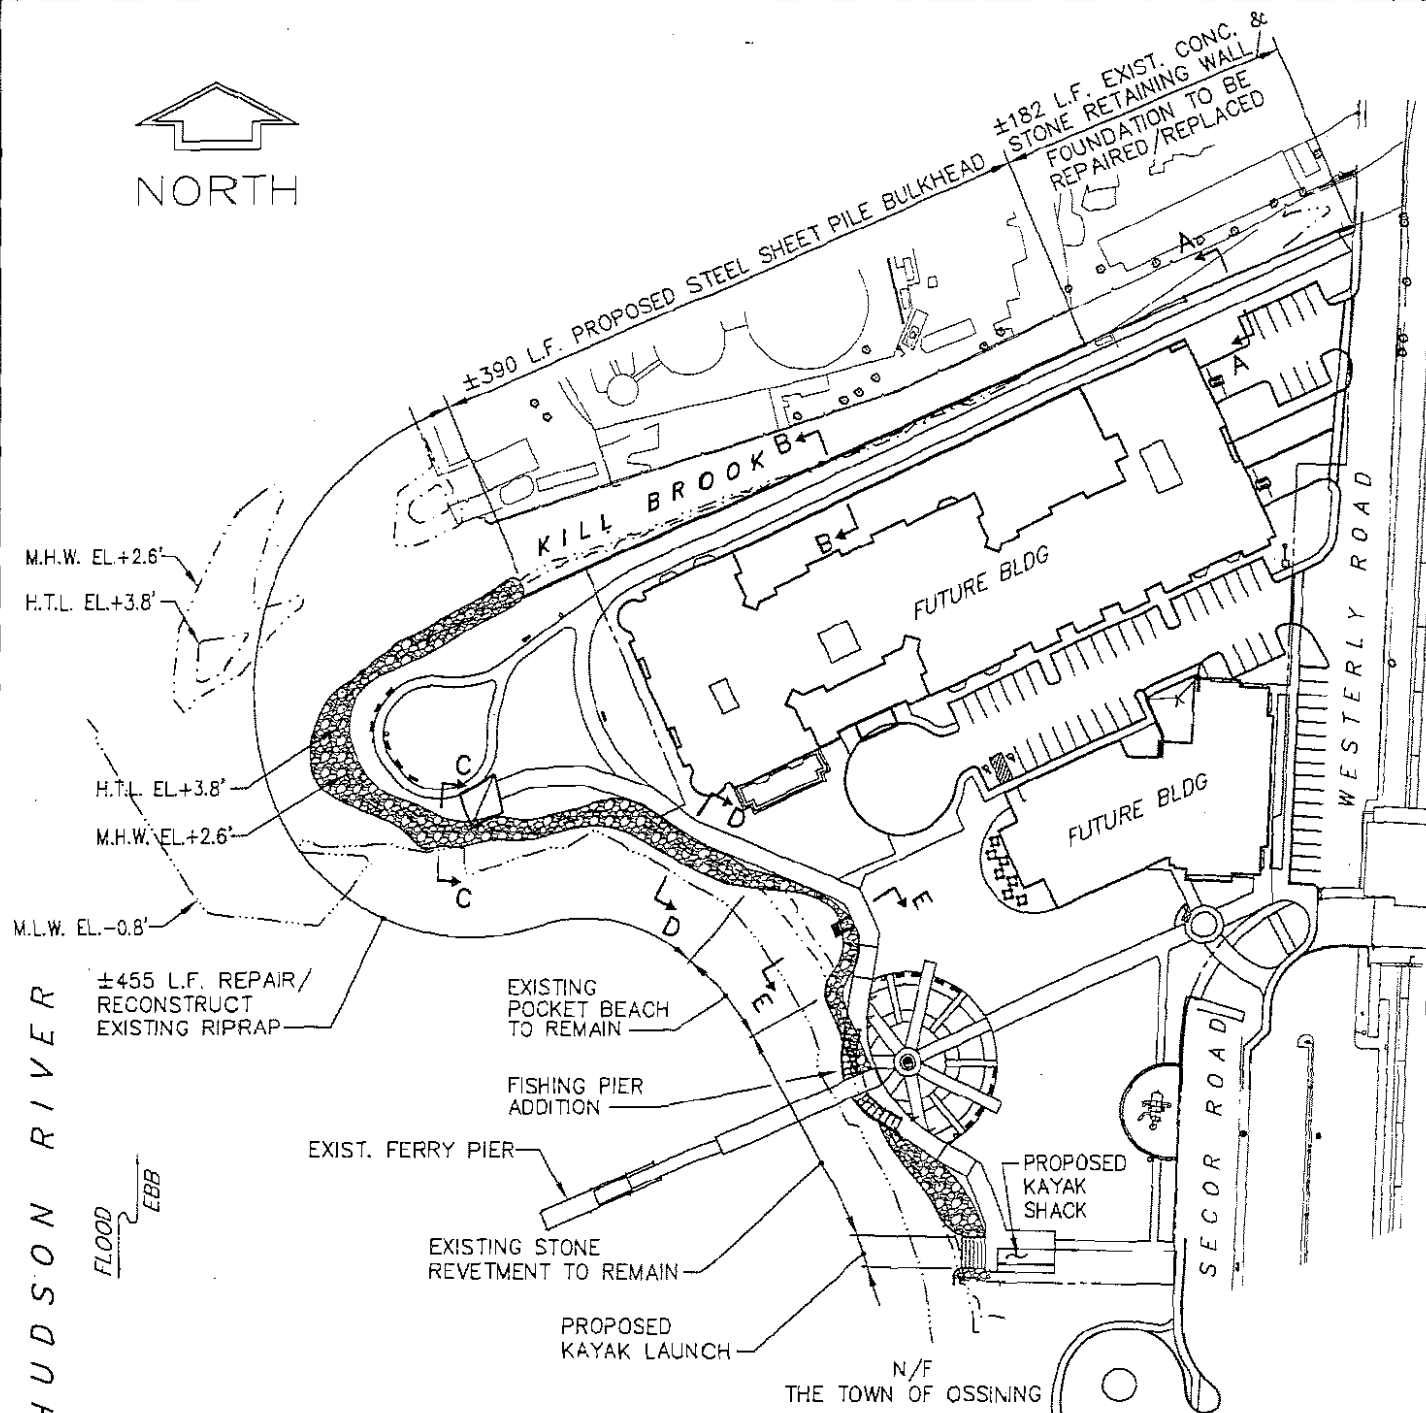 NORTH
±182 L.F. EXIST. CONC. &
STONE RETAINING WALL
FOUNDATION TO BE
REPAIRED/REPLACED
±390 L.F. PROPOSED STEEL SHEET PILE BULKHEAD
A
A
B
B
KILL BROOK
FUTURE BLDG
WESTERLY ROAD
M.H.W. EL.+2.6'
H.T.L. EL.+3.8'
H.T.L. EL.+3.8'
M.H.W. EL.+2.6'
M.L.W. EL.-0.8'
C
C
D
D
E
E
FUTURE BLDG
±455 L.F. REPAIR/
RECONSTRUCT
EXISTING RIPRAP
EXISTING
POCKET BEACH
TO REMAIN
FISHING PIER
ADDITION
EXIST. FERRY PIER
PROPOSED
KAYAK
SHACK
SECOR ROAD
EXISTING STONE
REVETMENT TO REMAIN
PROPOSED
KAYAK LAUNCH
FLOOD
EBB
HUDSON RIVER
N/F
THE TOWN OF OSSINING